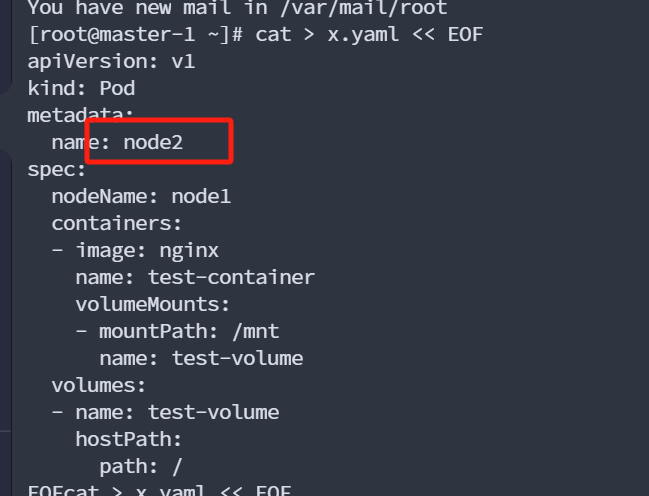 You have new mail in /var/mail/root
[root@master-1 ~]# cat > x.yaml << EOF
apiVersion: v1
kind: Pod
metadata:
  name: node2
spec:
  nodeName: node1
  containers:
  - image: nginx
    name: test-container
    volumeMounts:
    - mountPath: /mnt
      name: test-volume
  volumes:
  - name: test-volume
    hostPath:
      path: /
EOFcat > x.yaml << EOF